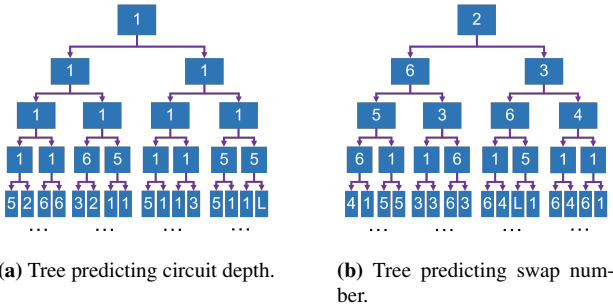 1
2
1 1
6 3
1 1 1 1
5 3 6 4
1 1 6 5 1 1 5 5
6 1 1 6 1 5 1 1
5 2 6 6 3 2 1 1 5 1 1 3 5 1 1 L
4 1 5 5 3 3 6 3 6 4 L 1 6 4 6 1
... ... ... ...
... ... ... ...
(a) Tree predicting circuit depth.
(b) Tree predicting swap num-
ber.